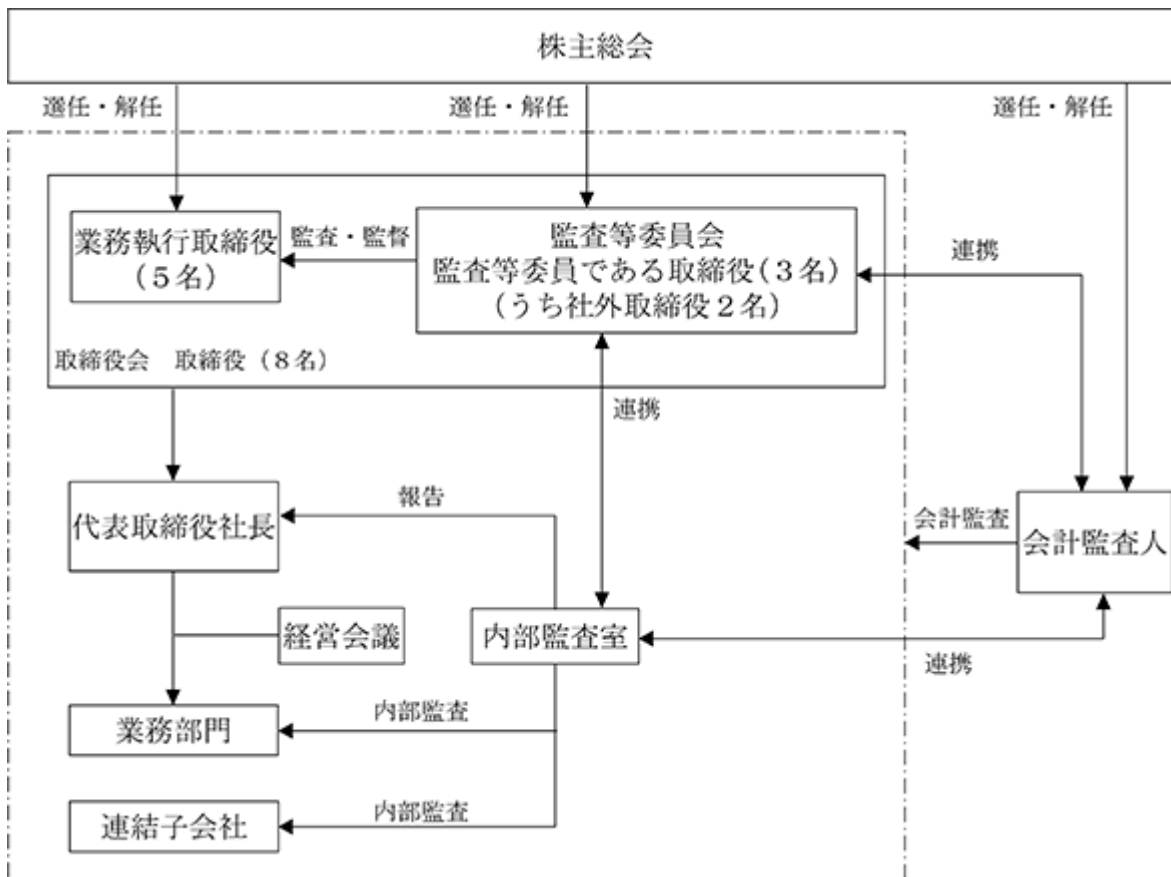 株主総会
選任・解任
選任・解任
選任・解任
業務執行取締役
(5名)
監査・監督
監査等委員会
監査等委員である取締役(3名)
(うち社外取締役2名)
連携
取締役会　取締役(8名)
連携
代表取締役社長
報告
会計監査
会計監査人
経営会議
内部監査室
連携
業務部門
内部監査
連結子会社
内部監査